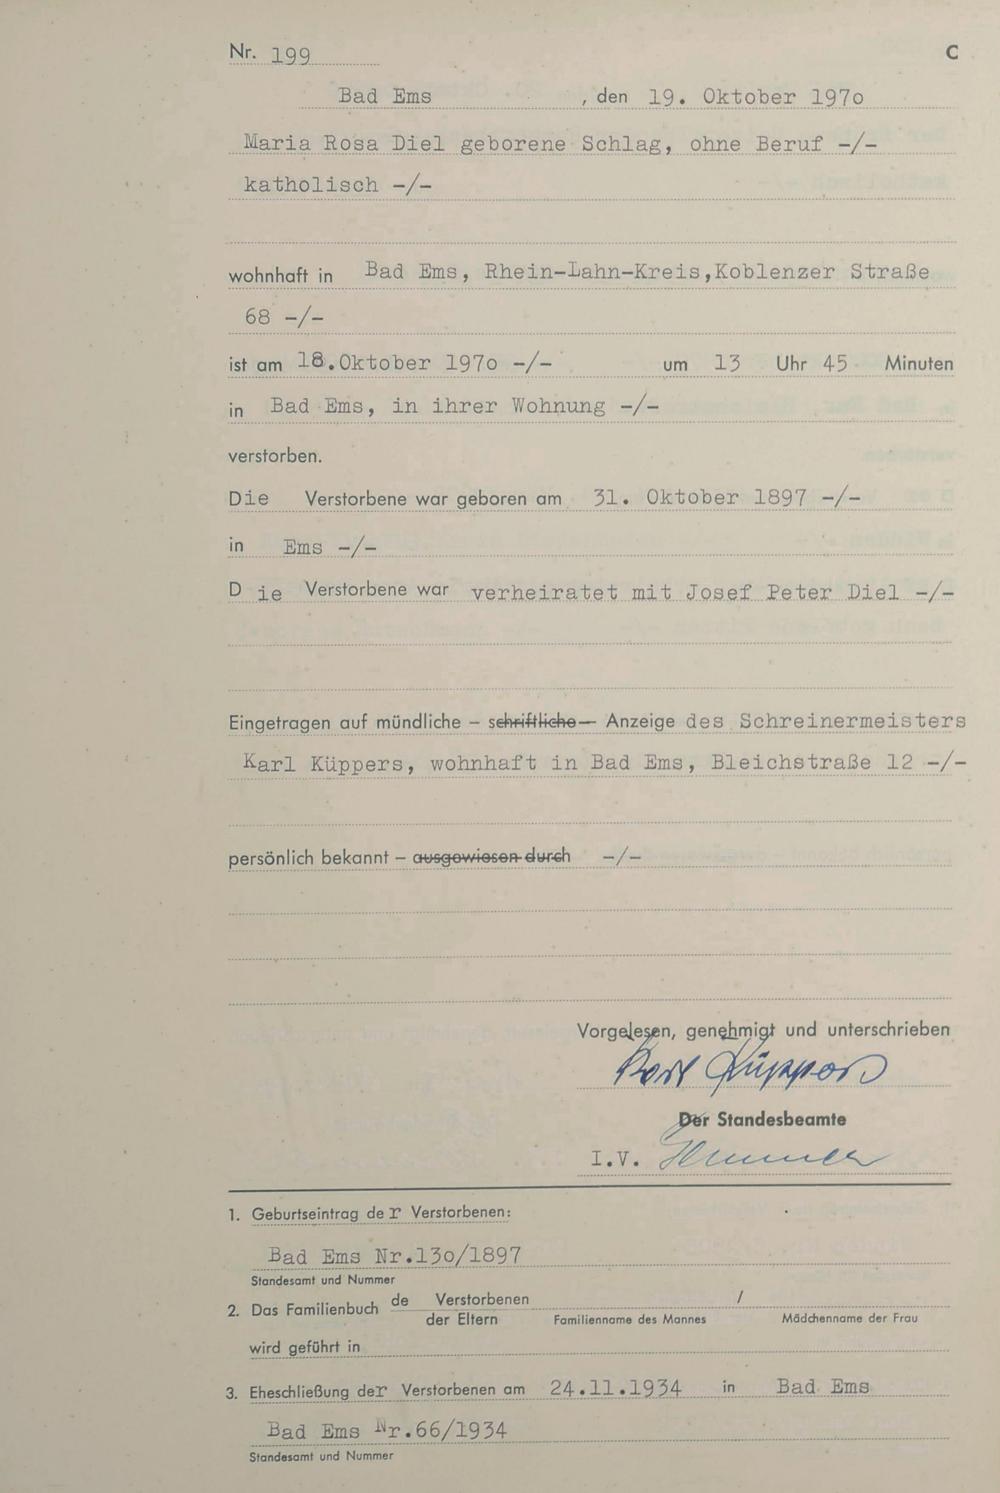 Nr. 199 C
Bad Ems , den 19. Oktober 197o
Maria Rosa Diel geborene Schlag, ohne Beruf -/-
katholisch -/-
wohnhaft in Bad Ems, Rhein-Lahn-Kreis,Koblenzer Straße
68 -/-
ist am 18.Oktober 197o -/- um 13 Uhr 45 Minuten
in Bad Ems, in ihrer Wohnung -/-
verstorben.
Die Verstorbene war geboren am 31. Oktober 1897 -/-
in Ems -/-
D ie Verstorbene war verheiratet mit Josef Peter Diel -/-
Eingetragen auf mündliche – schriftliche – Anzeige des Schreinermeisters
Karl Küppers, wohnhaft in Bad Ems, Bleichstraße 12 -/-
persönlich bekannt – ausgewiesen durch -/-
Vorgelesen, genehmigt und unterschrieben
Karl Küppers
Der Standesbeamte
I.V.
1. Geburtseintrag der Verstorbenen:
Bad Ems Nr.13o/1897
Standesamt und Nummer
2. Das Familienbuch de Verstorbenen /
der Eltern Familienname des Mannes Mädchenname der Frau
wird geführt in
3. Eheschließung der Verstorbenen am 24.11.1934 in Bad Ems
Bad Ems Nr.66/1934
Standesamt und Nummer